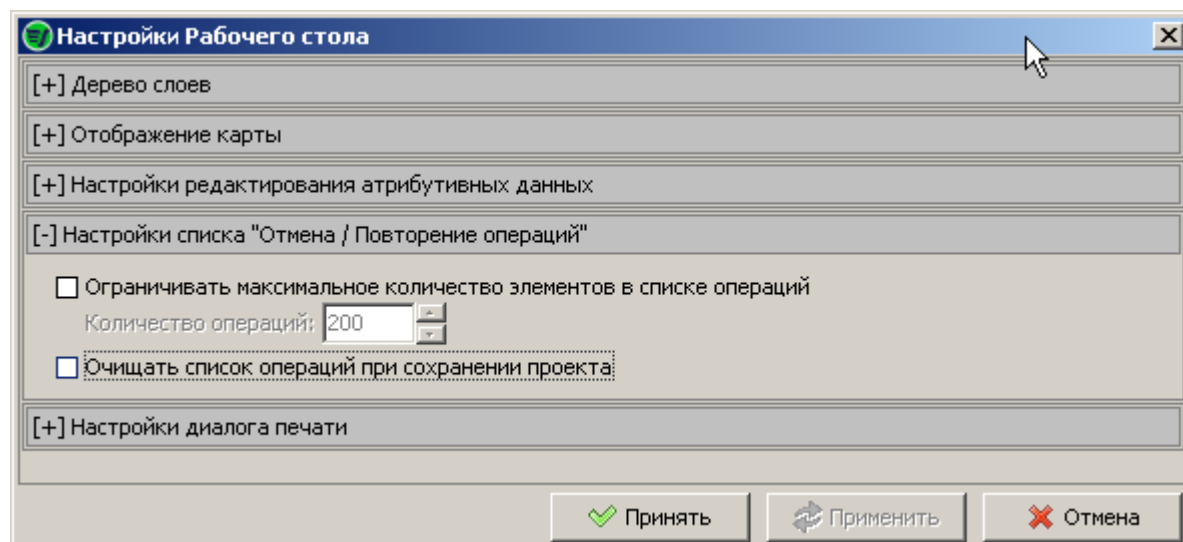 Настройки Рабочего стола
[+] Дерево слоев
[+] Отображение карты
[+] Настройки редактирования атрибутивных данных
[-] Настройки списка "Отмена / Повторение операций"
Ограничивать максимальное количество элементов в списке операций
Количество операций: 200
Очищать список операций при сохранении проекта
[+] Настройки диалога печати
Принять Применить Отмена